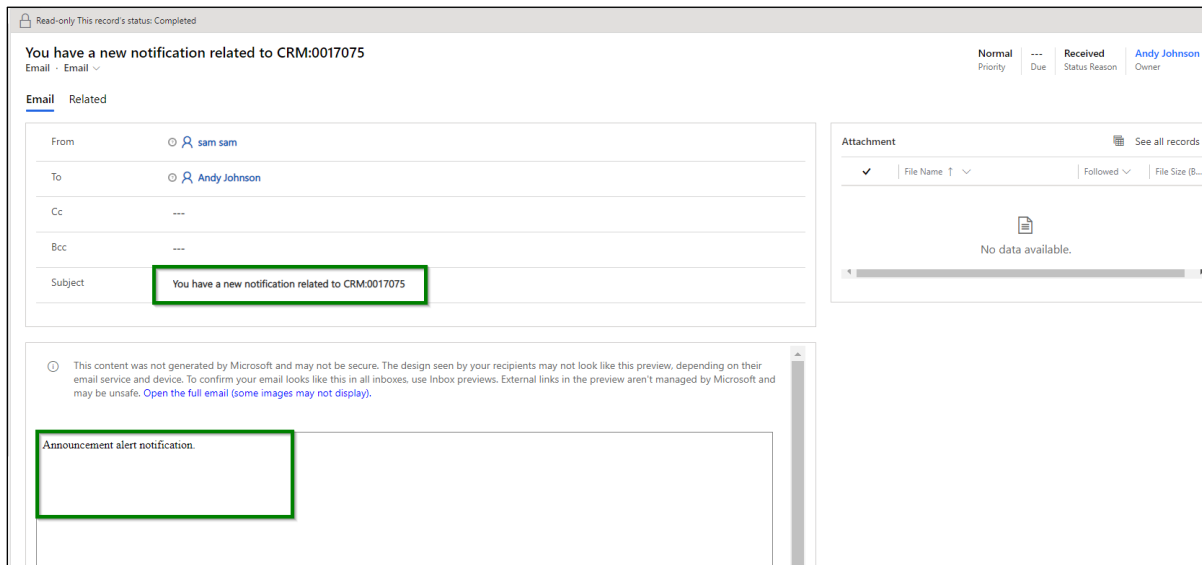 Read-only This record's status: Completed
You have a new notification related to CRM:0017075
Email · Email
Normal
Priority
---
Due
Received
Status Reason
Andy Johnson
Owner
Email Related
From sam sam
To Andy Johnson
Cc ---
Bcc ---
Subject You have a new notification related to CRM:0017075
Attachment See all records
File Name ↑ Followed File Size (B...
No data available.
This content was not generated by Microsoft and may not be secure. The design seen by your recipients may not look like this preview, depending on their
email service and device. To confirm your email looks like this in all inboxes, use Inbox previews. External links in the preview aren't managed by Microsoft and
may be unsafe. Open the full email (some images may not display).
Announcement alert notification.